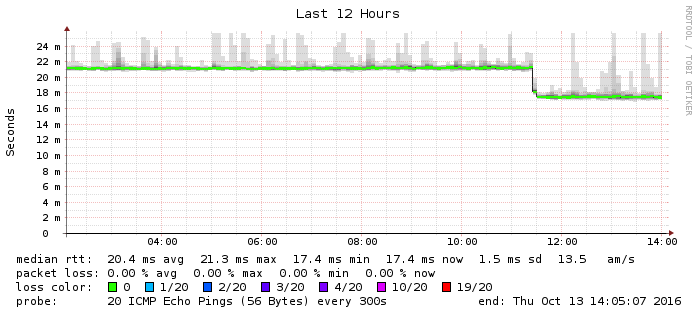 Last 12 Hours
RRDTOOL / TOBI OETIKER
Seconds
24 m
22 m
20 m
18 m
16 m
14 m
12 m
10 m
8 m
6 m
4 m
2 m
0
04:00 06:00 08:00 10:00 12:00 14:00
median rtt: 20.4 ms avg 21.3 ms max 17.4 ms min 17.4 ms now 1.5 ms sd 13.5 am/s
packet loss: 0.00 % avg 0.00 % max 0.00 % min 0.00 % now
loss color: 0 1/20 2/20 3/20 4/20 10/20 19/20
probe: 20 ICMP Echo Pings (56 Bytes) every 300s end: Thu Oct 13 14:05:07 2016